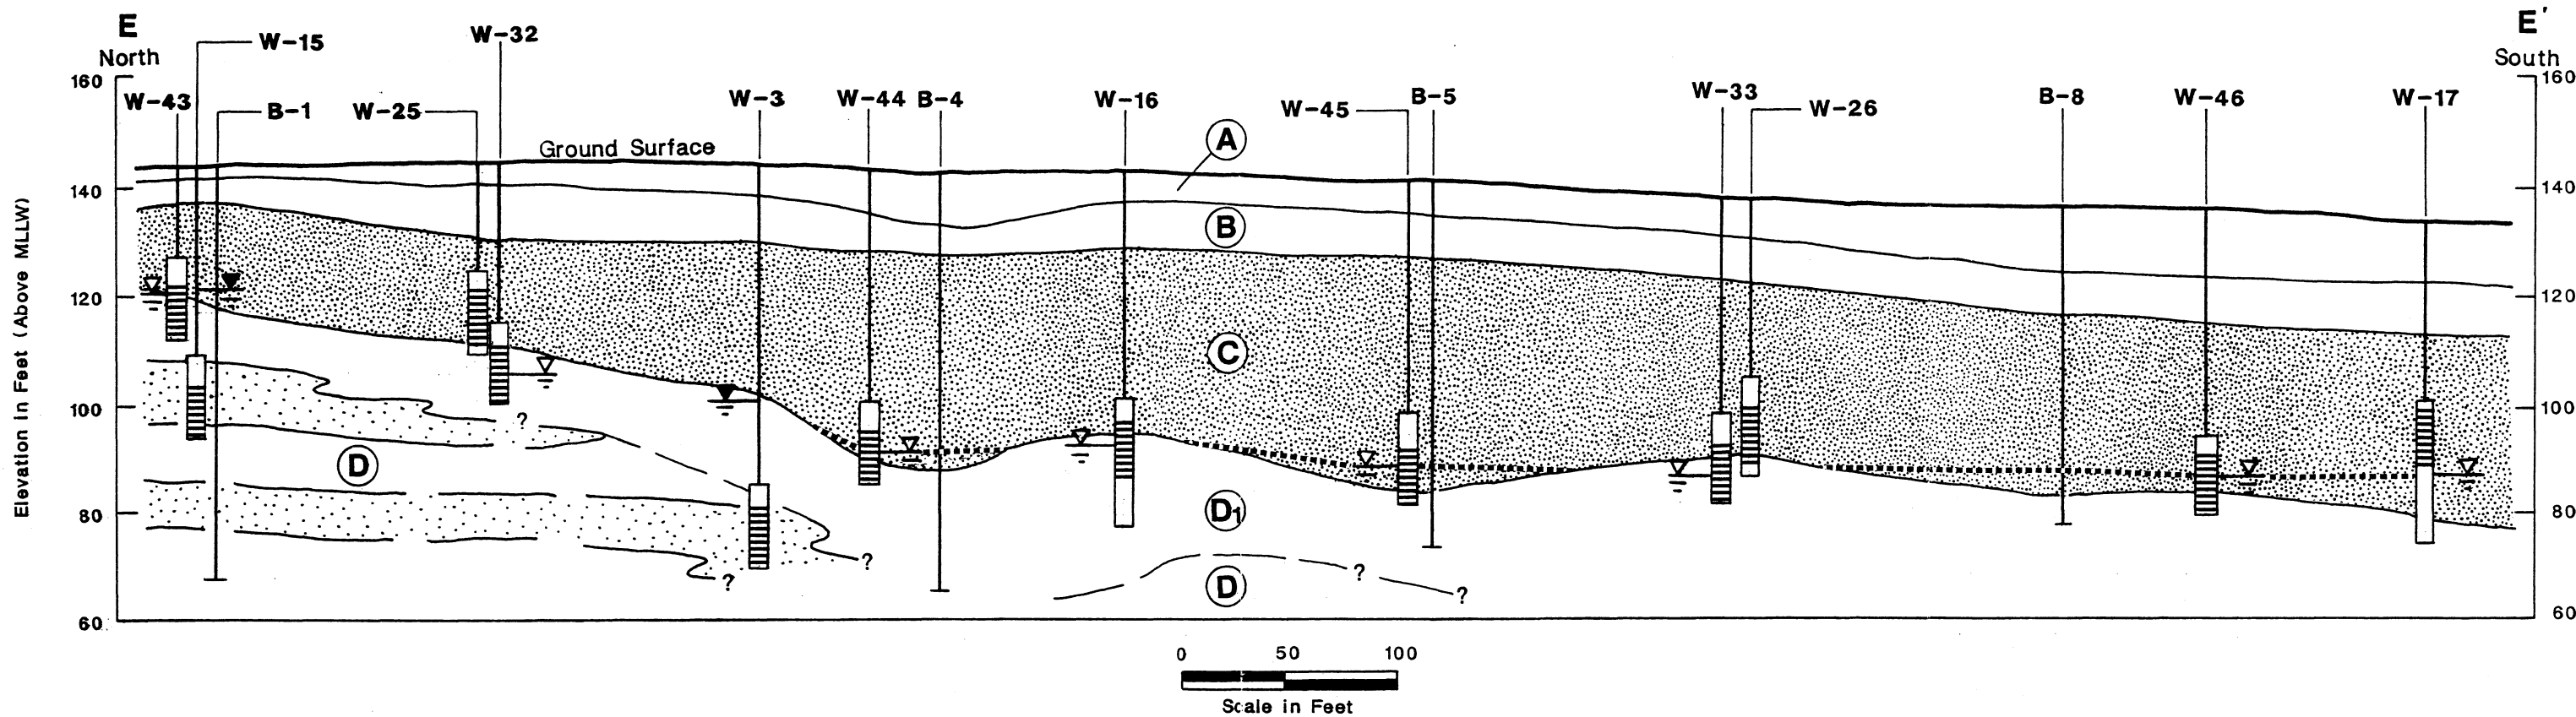 E
E'
W-15
W-32
North
South
160
160
W-43
B-1
W-25
W-3
W-44
B-4
W-16
W-45
B-5
W-33
W-26
B-8
W-46
W-17
Ground Surface
A
140
140
B
120
120
C
100
100
?
D
80
80
D1
?
?
D
?
?
60
60
Elevation in Feet (Above MLLW)
0 50 100
Scale in Feet